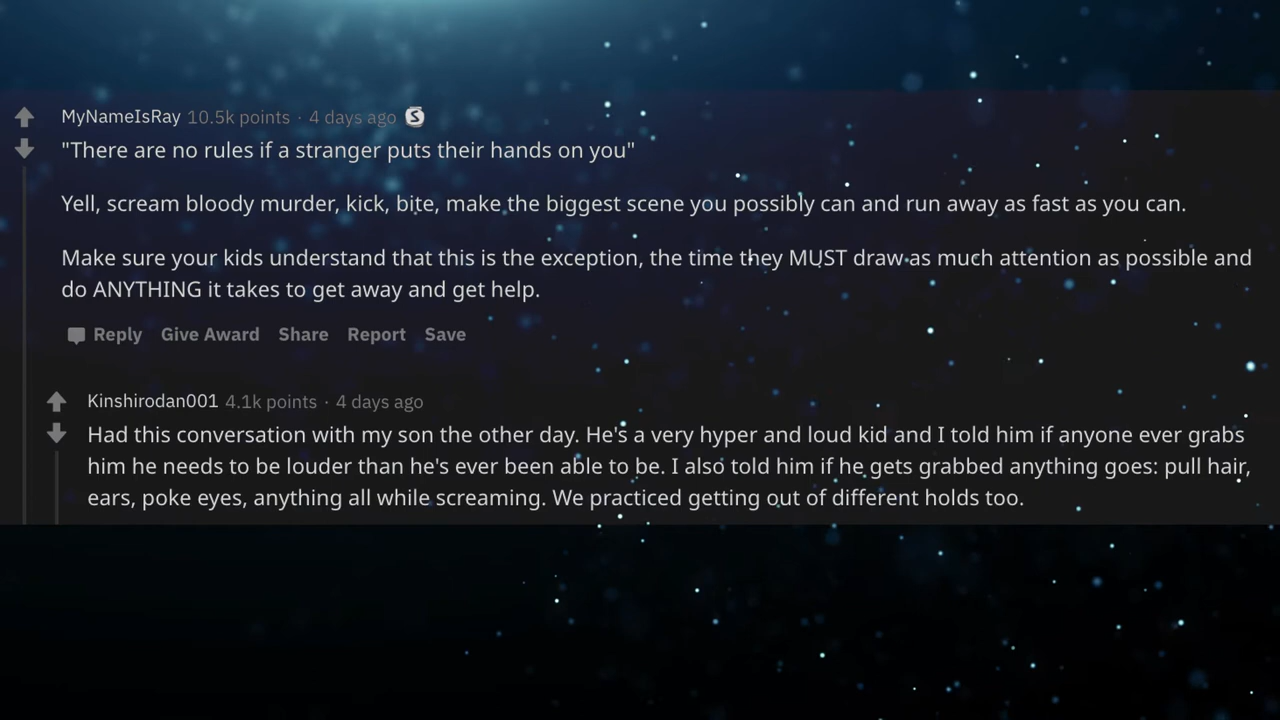 MyNameIsRay 10.5k points · 4 days ago S
"There are no rules if a stranger puts their hands on you"
Yell, scream bloody murder, kick, bite, make the biggest scene you possibly can and run away as fast as you can.
Make sure your kids understand that this is the exception, the time they MUST draw as much attention as possible and
do ANYTHING it takes to get away and get help.
Reply Give Award Share Report Save
Kinshirodan001 4.1k points · 4 days ago
Had this conversation with my son the other day. He's a very hyper and loud kid and I told him if anyone ever grabs
him he needs to be louder than he's ever been able to be. I also told him if he gets grabbed anything goes: pull hair,
ears, poke eyes, anything all while screaming. We practiced getting out of different holds too.